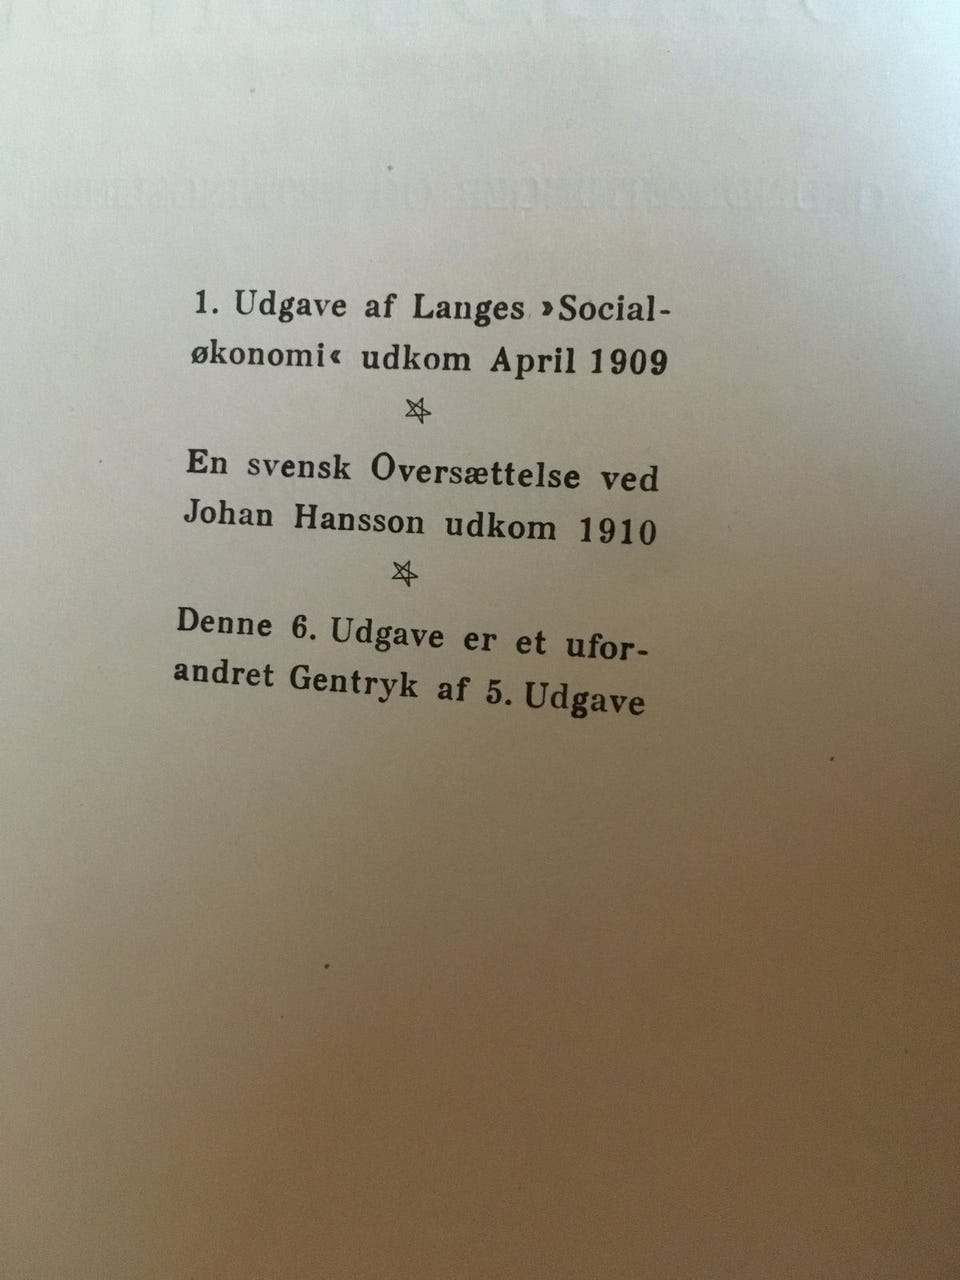 1. Udgave af Langes »Social-
økonomi« udkom April 1909
En svensk Oversættelse ved
Johan Hansson udkom 1910
Denne 6. Udgave er et ufor-
andret Gentryk af 5. Udgave